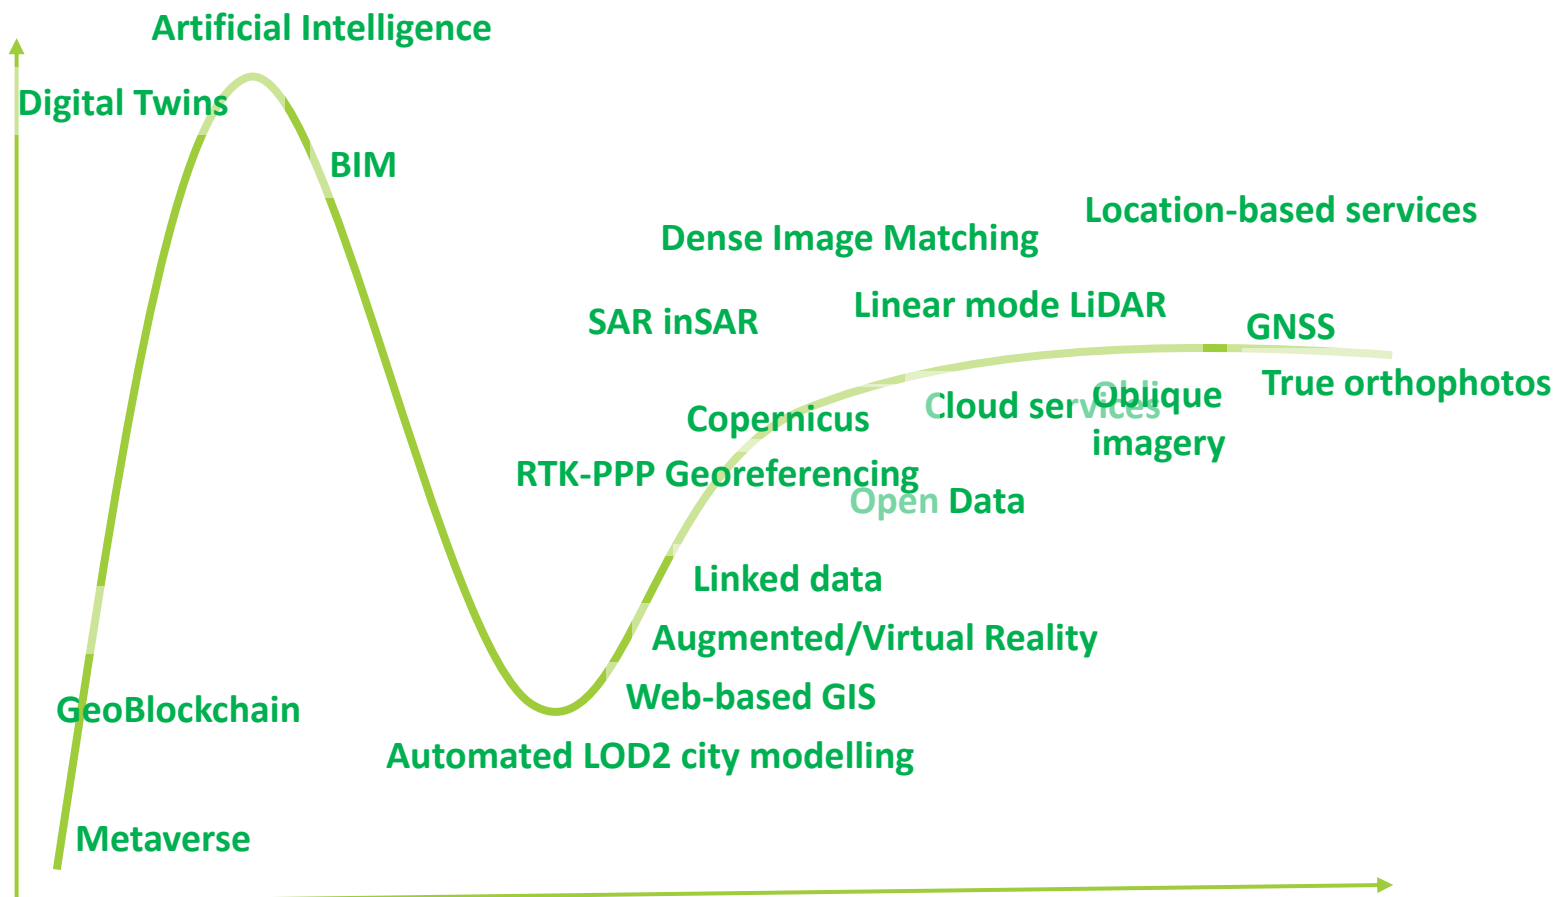 Artificial Intelligence
Digital Twins
BIM
Location-based services
Dense Image Matching
Linear mode LiDAR
SAR inSAR
GNSS
True orthophotos
Oblique
imagery
Cloud services
Copernicus
RTK-PPP Georeferencing
Open Data
Linked data
Augmented/Virtual Reality
Web-based GIS
GeoBlockchain
Automated LOD2 city modelling
Metaverse